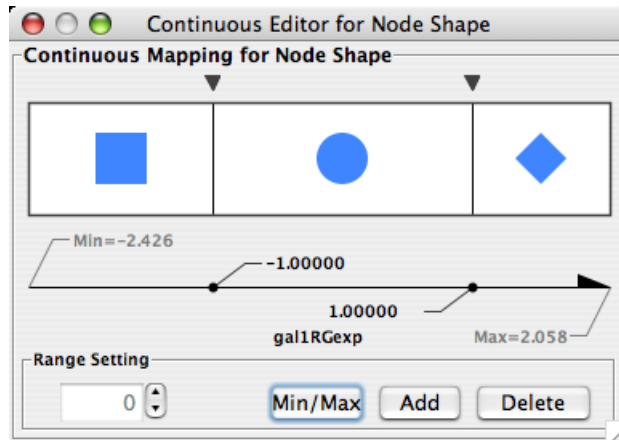 Continuous Editor for Node Shape
Continuous Mapping for Node Shape
Min=-2.426
-1.00000
1.00000
gal1RGexp
Max=2.058
Range Setting
0
Min/Max Add Delete